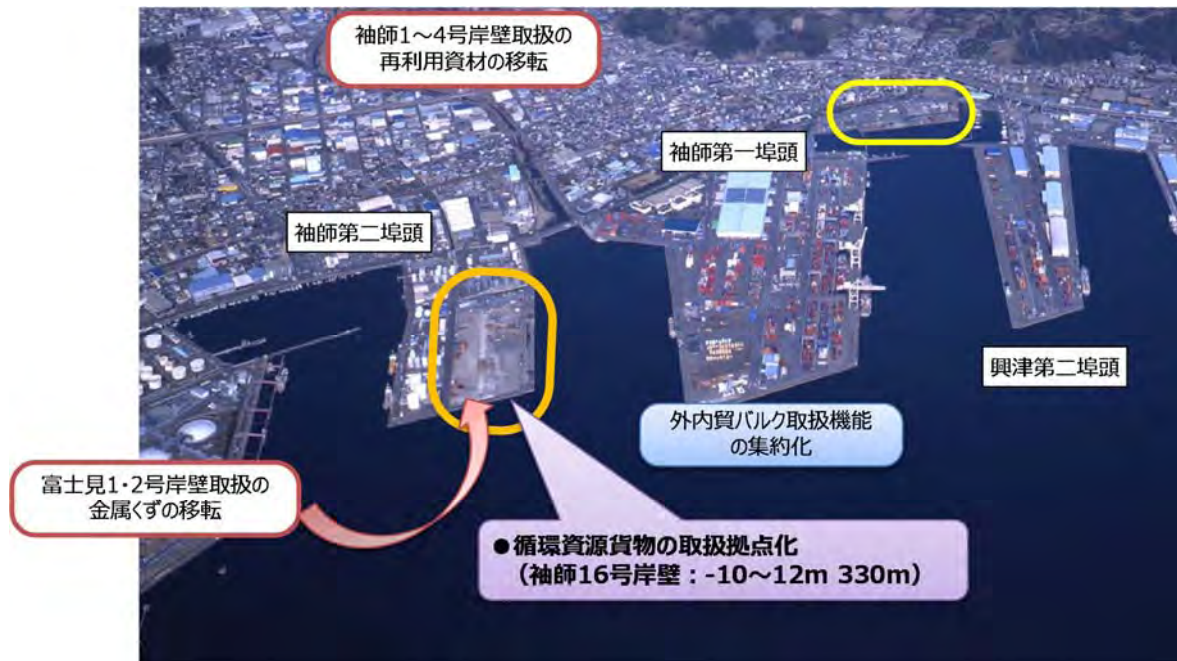 袖師1～4号岸壁取扱の
再利用資材の移転
袖師第一埠頭
袖師第二埠頭
興津第二埠頭
外内貿バルク取扱機能
の集約化
富士見1・2号岸壁取扱の
金属くずの移転
●循環資源貨物の取扱拠点化
（袖師16号岸壁：-10～12m 330m）